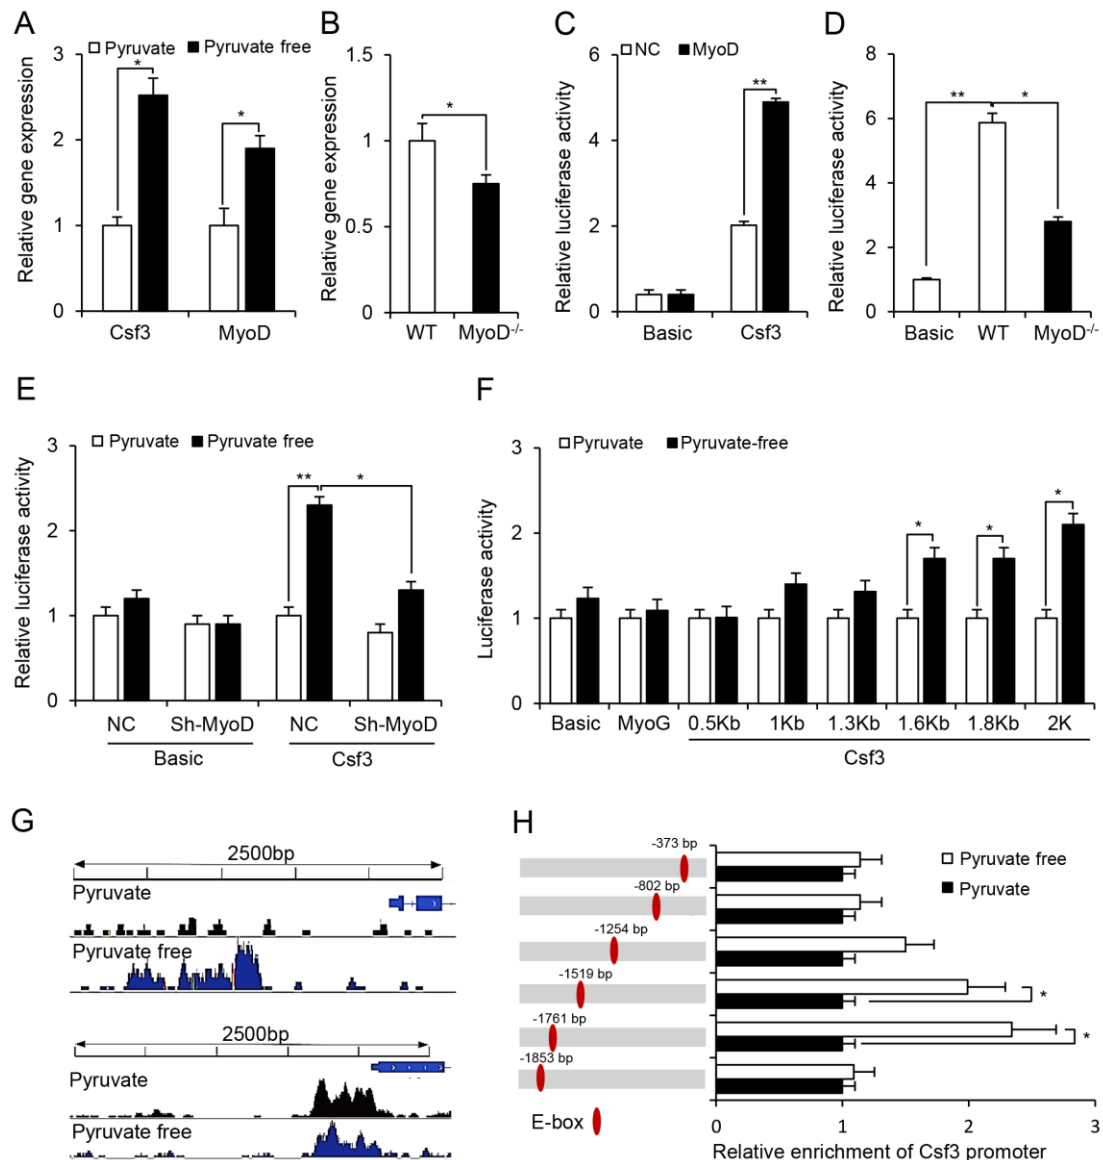 A
Pyruvate Pyruvate free
Relative gene expression
3
2
1
0
*
*
Csf3 MyoD
B
Relative gene expression
1.5
1
0.5
0
*
WT MyoD-/-
C
NC MyoD
Relative luciferase activity
6
4
2
0
**
Basic Csf3
D
Relative luciferase activity
8
6
4
2
0
** *
Basic WT MyoD-/-
E
Pyruvate Pyruvate free
Relative luciferase activity
3
2
1
0
** *
NC Sh-MyoD NC Sh-MyoD
Basic Csf3
F
Pyruvate Pyruvate-free
Luciferase activity
3
2
1
0
* * *
Basic MyoG 0.5Kb 1Kb 1.3Kb 1.6Kb 1.8Kb 2K
Csf3
G
2500bp
Pyruvate
Pyruvate free
2500bp
Pyruvate
Pyruvate free
H
-373 bp
-802 bp
-1254 bp
-1519 bp
-1761 bp
-1853 bp
E-box
Pyruvate free
Pyruvate
*
*
0 1 2 3
Relative enrichment of Csf3 promoter